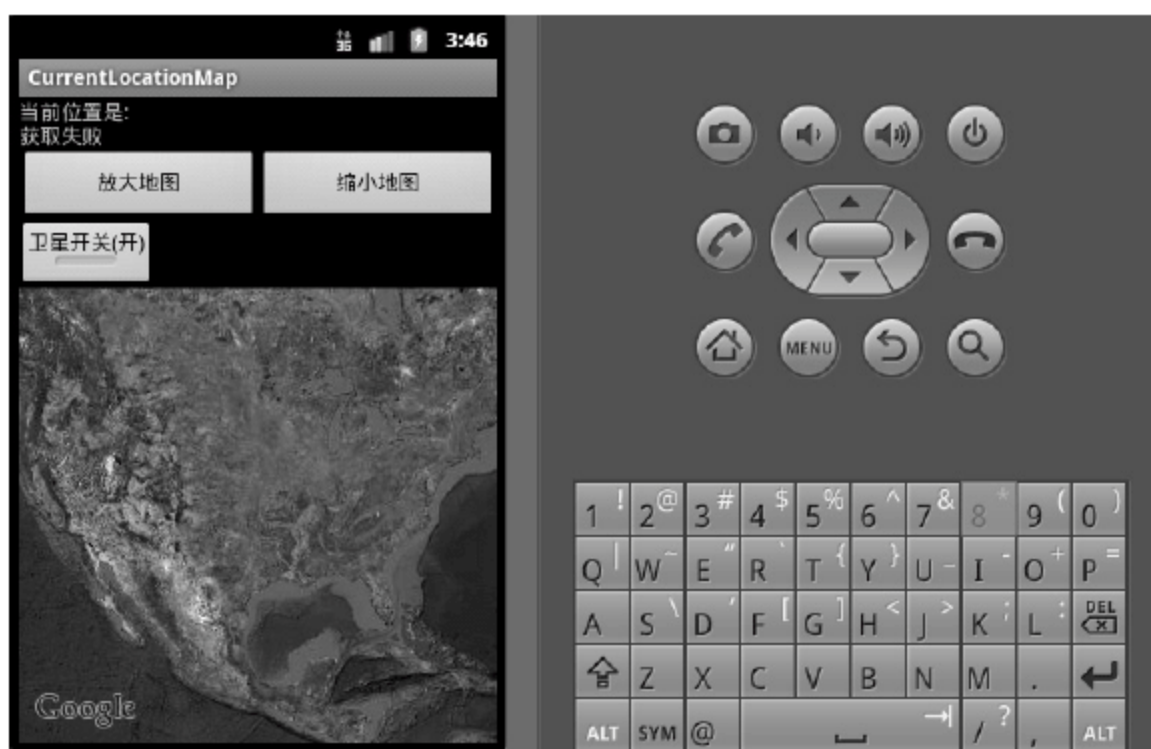 3G 3:46
CurrentLocationMap
当前位置是:
获取失败
放大地图 缩小地图
卫星开关(开)
Google
MENU
1 ! 2 @ 3 # 4 $ 5 % 6 ^ 7 & 8 * 9 ( 0 )
Q | W ~ E " R ` T { Y } U _ I - O + P =
A S \ D ' F [ G ] H < J > K ; L : DEL
Z X C V B N M .
ALT SYM @ / ? , ALT